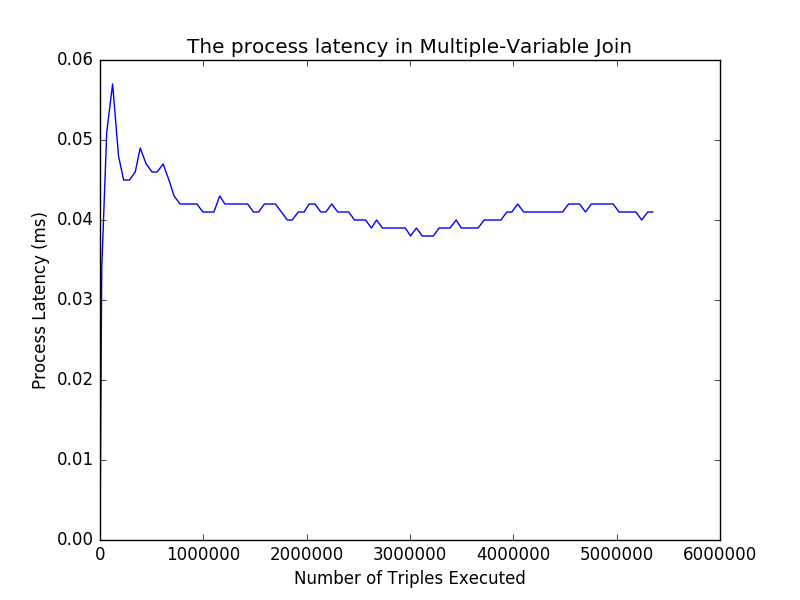 The process latency in Multiple-Variable Join
0.06
0.05
0.04
0.03
0.02
0.01
0.00
Process Latency (ms)
0 1000000 2000000 3000000 4000000 5000000 6000000
Number of Triples Executed